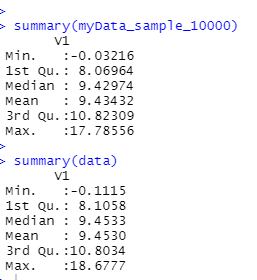 >
> summary(myData_sample_10000)
       V1
 Min.   :-0.03216
 1st Qu.: 8.06964
 Median : 9.42974
 Mean   : 9.43432
 3rd Qu.:10.82309
 Max.   :17.78556
>
> summary(data)
       V1
 Min.   :-0.1115
 1st Qu.: 8.1058
 Median : 9.4533
 Mean   : 9.4530
 3rd Qu.:10.8034
 Max.   :18.6777
>